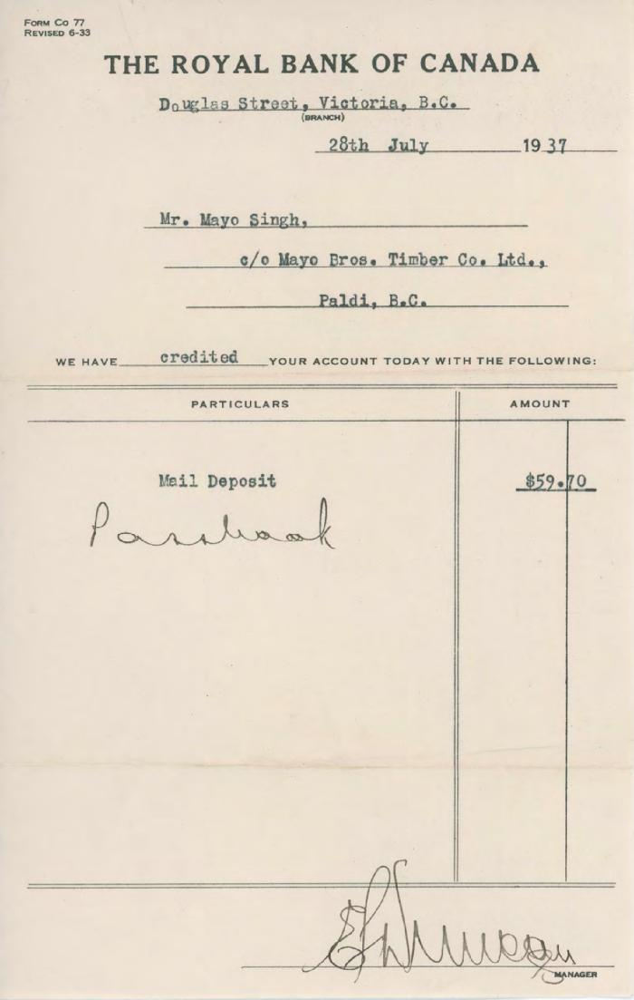 FORM CO 77
REVISED 6-33
THE ROYAL BANK OF CANADA
Douglas Street, Victoria, B.C.
(BRANCH)
28th July 1937
Mr. Mayo Singh,
c/o Mayo Bros. Timber Co. Ltd.,
Paldi, B.C.
WE HAVE credited YOUR ACCOUNT TODAY WITH THE FOLLOWING:
PARTICULARS AMOUNT
Mail Deposit $59.70
Passbook
MANAGER